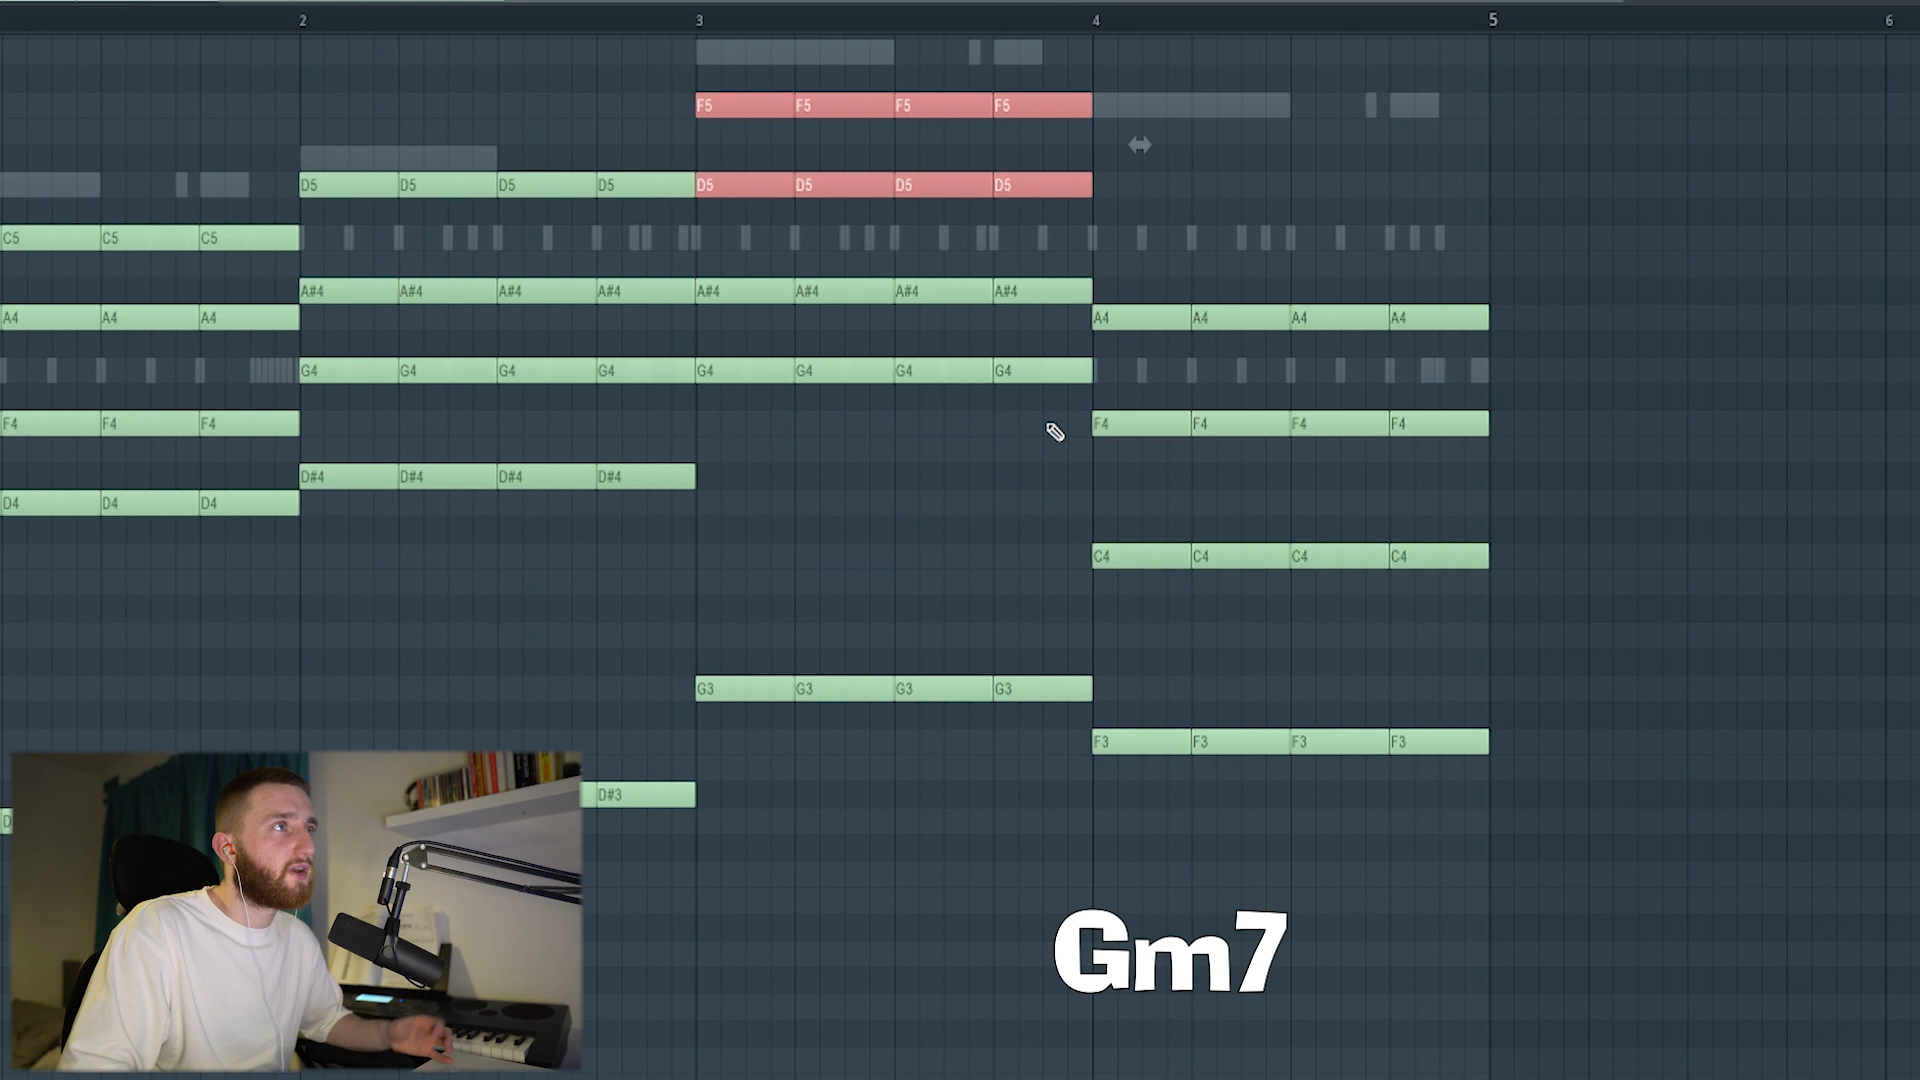 2 3 4 5 6
F5 F5 F5 F5
D5 D5 D5 D5 D5 D5 D5 D5
C5 C5 C5
A#4 A#4 A#4 A#4 A#4 A#4 A#4 A#4
A4 A4 A4 A4 A4 A4 A4
G4 G4 G4 G4 G4 G4 G4 G4
F4 F4 F4 F4 F4 F4 F4
D#4 D#4 D#4 D#4
D4 D4 D4
C4 C4 C4 C4
G3 G3 G3 G3
F3 F3 F3 F3
D#3
D
Gm7